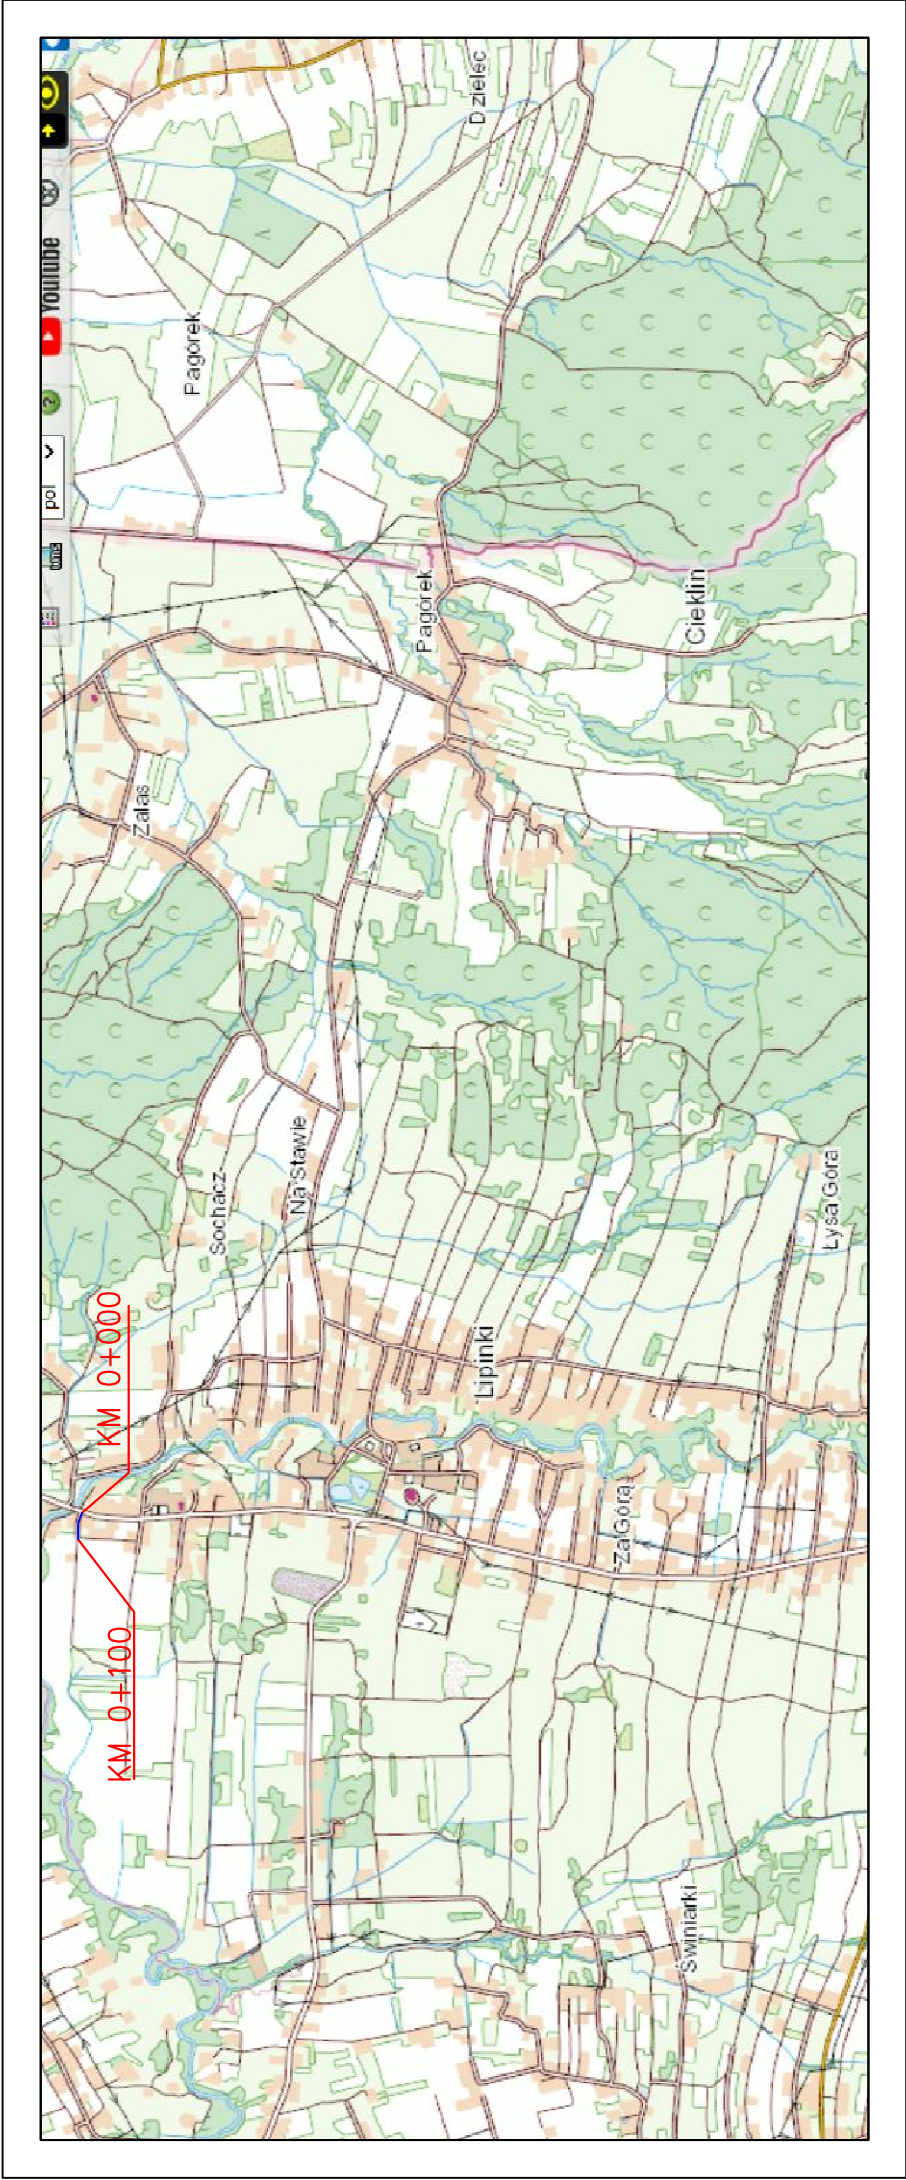 pol
YouTube
KM 0+100
KM 0+000
Zalas
Pagórek
Sochacz
Na Stawie
Pagórek
Lipinki
Dzielec
Za Górą
Świniarki
Cieklin
Łysa Góra